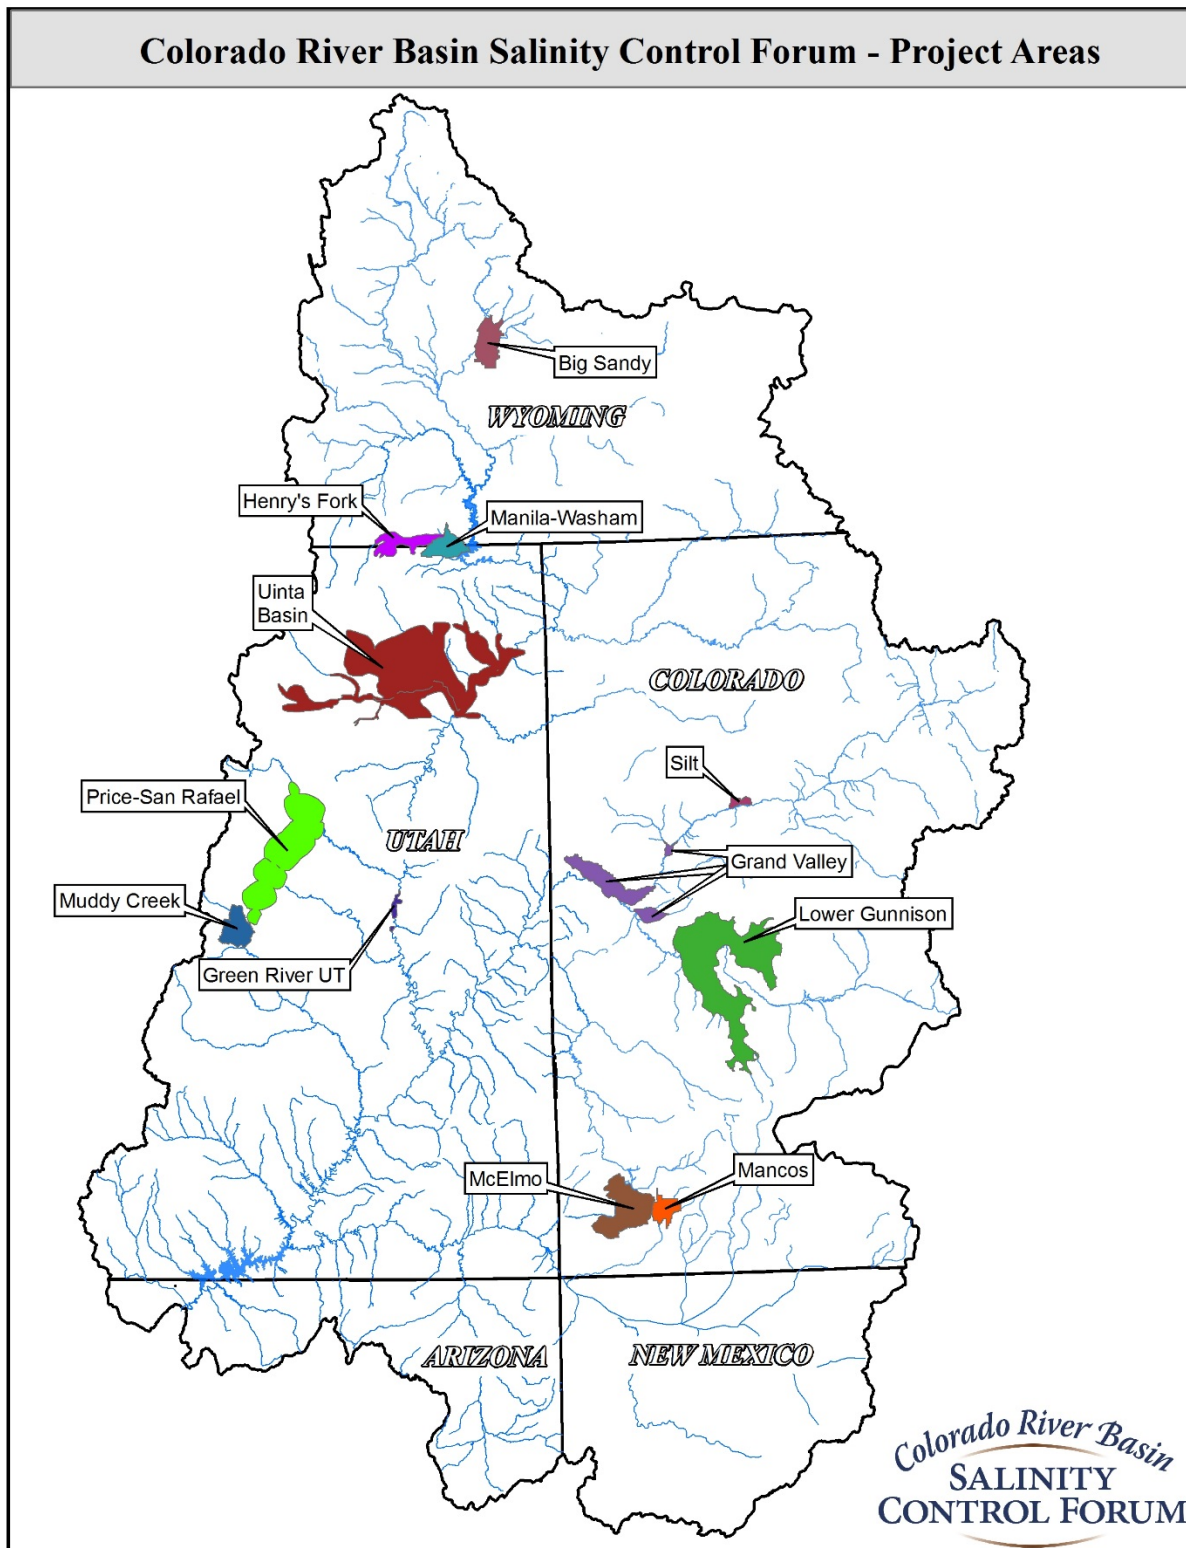 Colorado River Basin Salinity Control Forum - Project Areas
Big Sandy
WYOMING
Henry's Fork
Manila-Washam
Uinta
Basin
COLORADO
Silt
Price-San Rafael
UTAH
Grand Valley
Muddy Creek
Lower Gunnison
Green River UT
McElmo
Mancos
ARIZONA
NEW MEXICO
Colorado River Basin
SALINITY
CONTROL FORUM